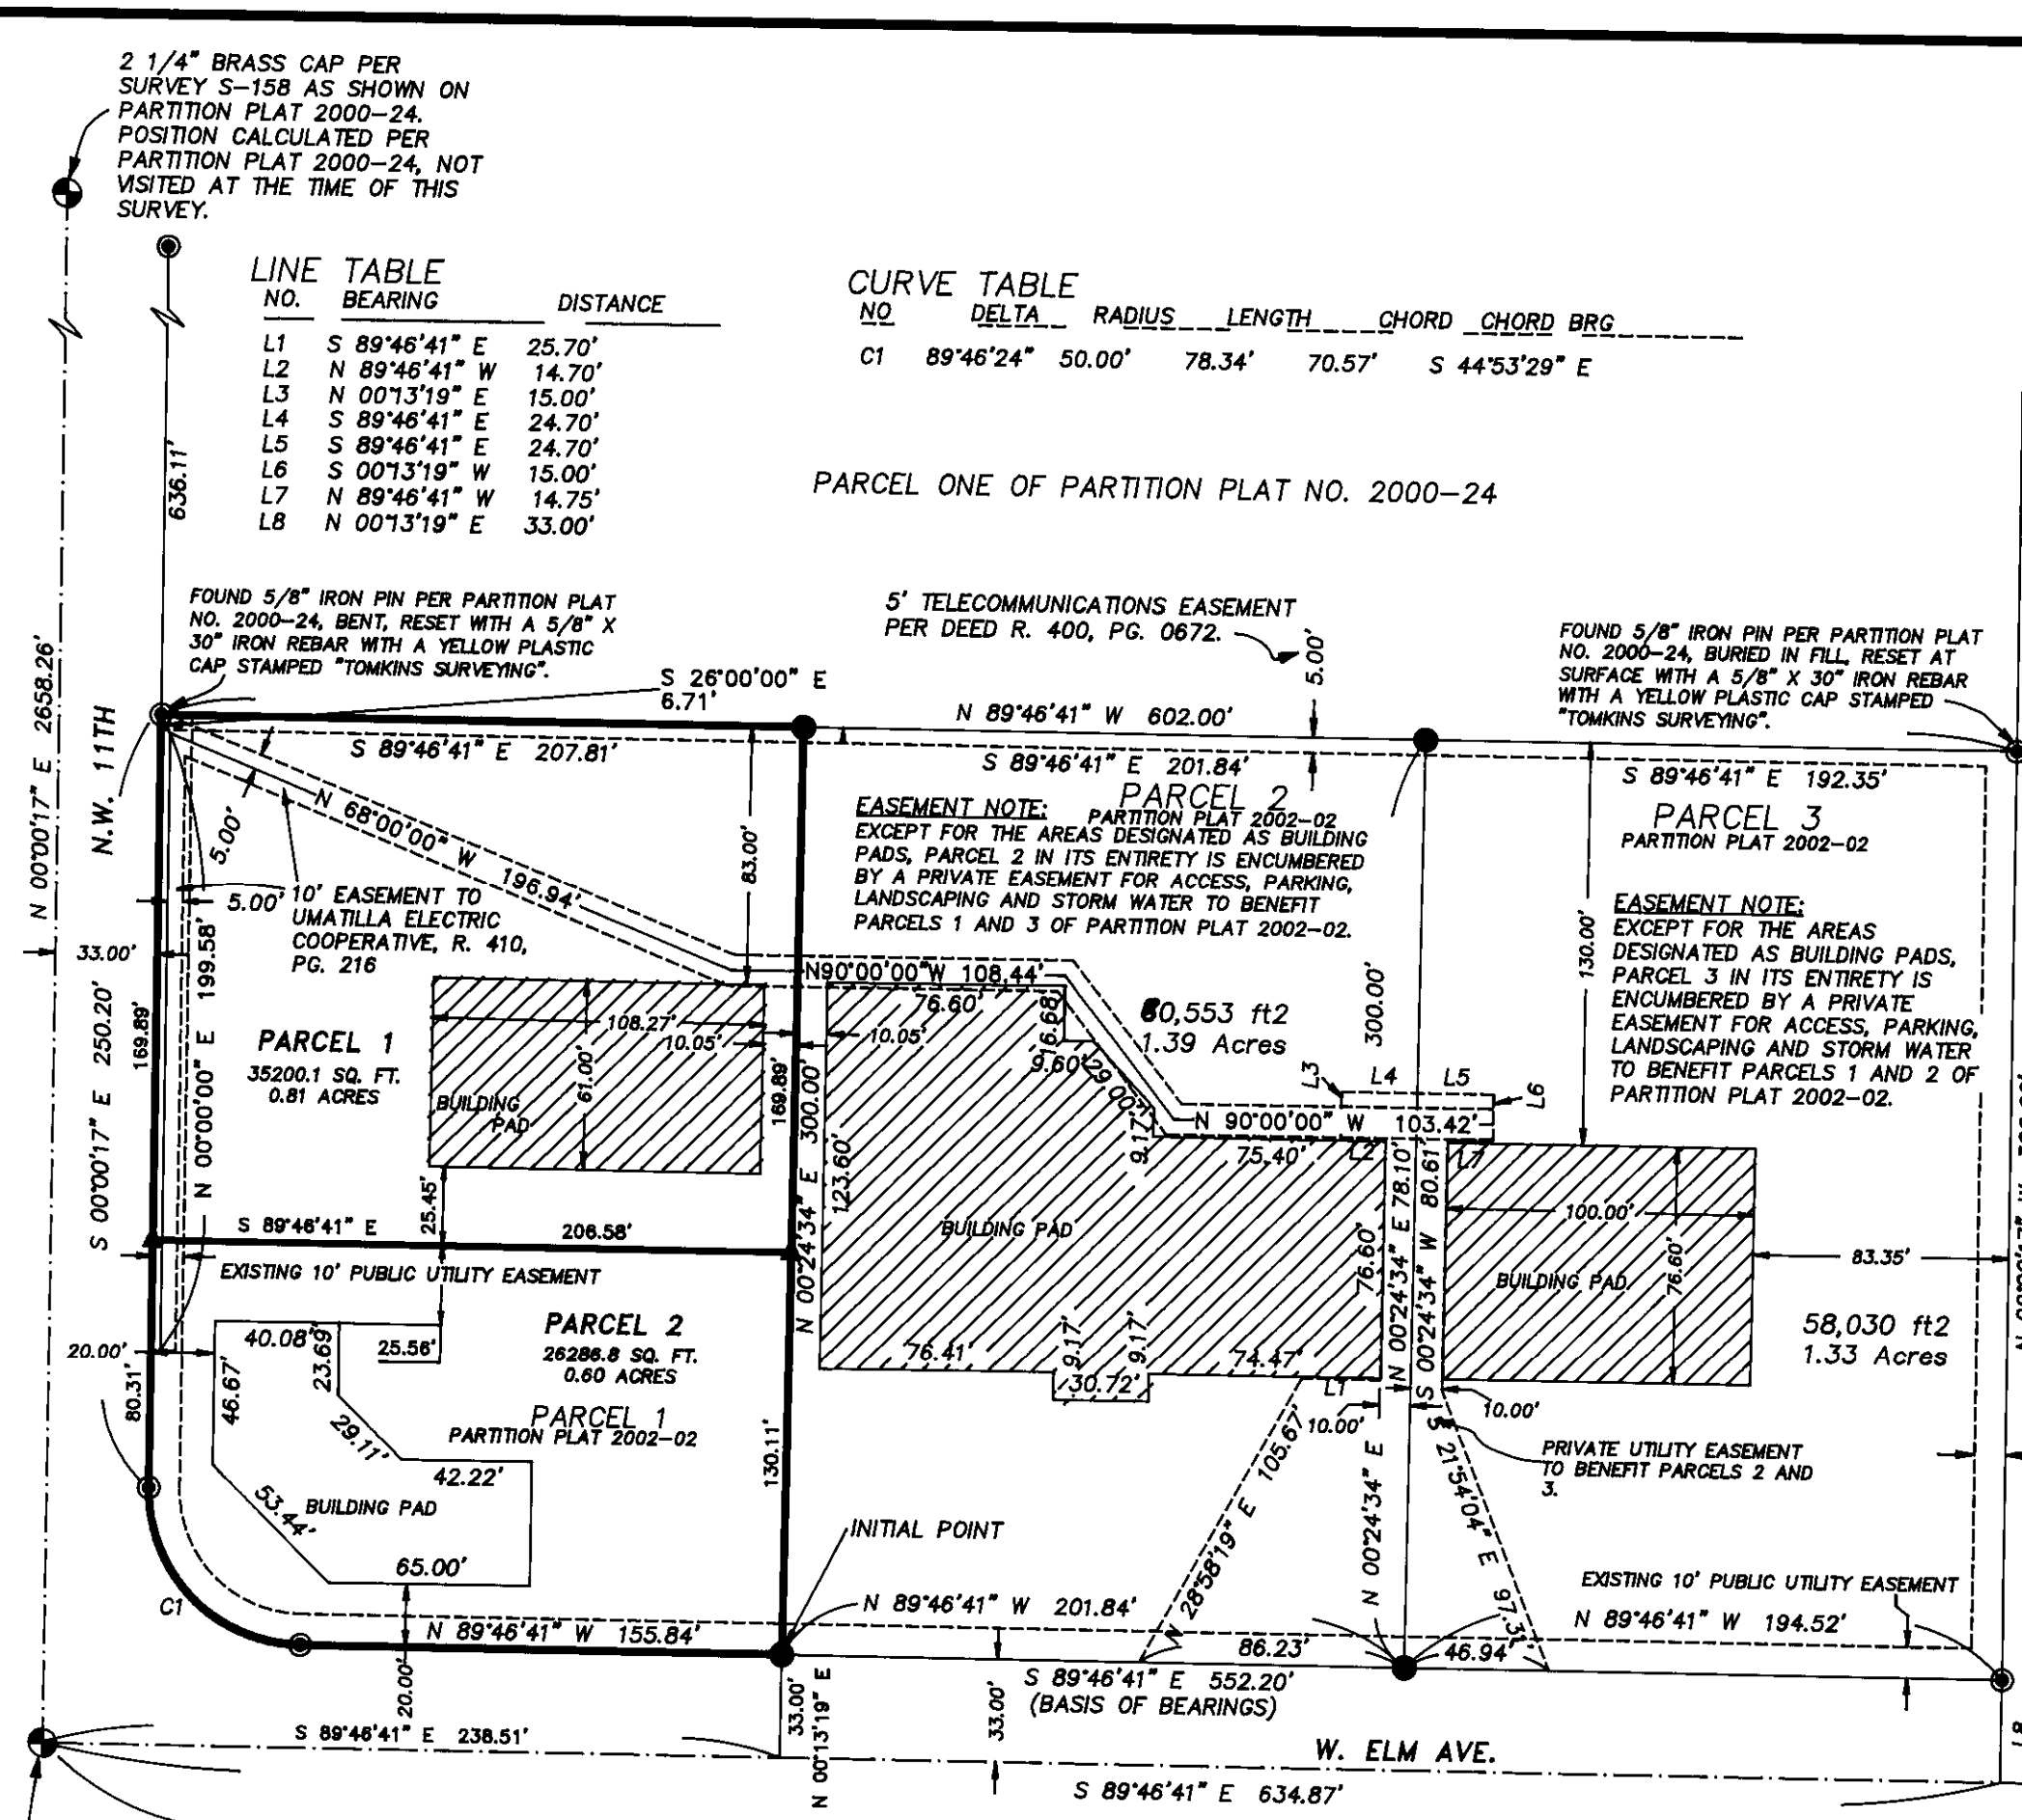 2 1/4" BRASS CAP PER
SURVEY S-158 AS SHOWN ON
PARTITION PLAT 2000-24.
POSITION CALCULATED PER
PARTITION PLAT 2000-24, NOT
VISITED AT THE TIME OF THIS
SURVEY.
LINE TABLE
NO. BEARING DISTANCE
L1 S 89°46'41" E 25.70'
L2 N 89°46'41" W 14.70'
L3 N 00°13'19" E 15.00'
L4 S 89°46'41" E 24.70'
L5 S 89°46'41" E 24.70'
L6 S 00°13'19" W 15.00'
L7 N 89°46'41" W 14.75'
L8 N 00°13'19" E 33.00'
CURVE TABLE
NO DELTA RADIUS LENGTH CHORD CHORD BRG
C1 89°46'24" 50.00' 78.34' 70.57' S 44°53'29" E
PARCEL ONE OF PARTITION PLAT NO. 2000-24
636.11'
FOUND 5/8" IRON PIN PER PARTITION PLAT
NO. 2000-24, BENT, RESET WITH A 5/8" X
30" IRON REBAR WITH A YELLOW PLASTIC
CAP STAMPED "TOMKINS SURVEYING".
5' TELECOMMUNICATIONS EASEMENT
PER DEED R. 400, PG. 0672.
5.00'
FOUND 5/8" IRON PIN PER PARTITION PLAT
NO. 2000-24, BURIED IN FILL, RESET AT
SURFACE WITH A 5/8" X 30" IRON REBAR
WITH A YELLOW PLASTIC CAP STAMPED
"TOMKINS SURVEYING".
S 26°00'00" E
6.71'
N 89°46'41" W 602.00'
S 89°46'41" E 207.81'
S 89°46'41" E 201.84'
S 89°46'41" E 192.35'
N 00°00'17" E 2658.26'
N.W. 11TH
S 00°00'17" E 250.20'
N 00°00'00" E 199.58'
169.89'
33.00'
5.00'
5.00'
N 68°00'00" W 196.94'
83.00'
10' EASEMENT TO
UMATILLA ELECTRIC
COOPERATIVE, R. 410,
PG. 216
PARCEL 2
PARTITION PLAT 2002-02
EASEMENT NOTE:
EXCEPT FOR THE AREAS DESIGNATED AS BUILDING
PADS, PARCEL 2 IN ITS ENTIRETY IS ENCUMBERED
BY A PRIVATE EASEMENT FOR ACCESS, PARKING,
LANDSCAPING AND STORM WATER TO BENEFIT
PARCELS 1 AND 3 OF PARTITION PLAT 2002-02.
PARCEL 3
PARTITION PLAT 2002-02
EASEMENT NOTE:
EXCEPT FOR THE AREAS
DESIGNATED AS BUILDING PADS,
PARCEL 3 IN ITS ENTIRETY IS
ENCUMBERED BY A PRIVATE
EASEMENT FOR ACCESS, PARKING,
LANDSCAPING AND STORM WATER
TO BENEFIT PARCELS 1 AND 2 OF
PARTITION PLAT 2002-02.
130.00'
300.00'
N90°00'00"W 108.44'
76.60'
16.68'
9.60'
29.00'
9.17'
60,553 ft2
1.39 Acres
PARCEL 1
35200.1 SQ. FT.
0.81 ACRES
108.27'
10.05'
10.05'
61.00'
BUILDING
PAD
169.89'
N 00°24'34" E 300.00'
123.60'
L3
L4
L5
L6
N 90°00'00" W 103.42'
75.40'
L2
L7
BUILDING PAD
76.60'
N 00°24'34" E 78.10'
S 00°24'34" W 80.61'
100.00'
76.60'
BUILDING PAD
83.35'
58,030 ft2
1.33 Acres
25.45'
S 89°46'41" E 206.58'
EXISTING 10' PUBLIC UTILITY EASEMENT
20.00'
40.08'
23.69'
25.56'
46.67'
29.11'
42.22'
53.44'
65.00'
BUILDING PAD
80.31'
PARCEL 2
26286.8 SQ. FT.
0.60 ACRES
PARCEL 1
PARTITION PLAT 2002-02
130.11'
76.41'
9.17'
9.17'
30.72'
74.47'
L1
10.00'
10.00'
PRIVATE UTILITY EASEMENT
TO BENEFIT PARCELS 2 AND
3.
N 28°58'19" E 105.67'
N 00°24'34" E
S 21°54'04" E 97.31'
INITIAL POINT
C1
N 89°46'41" W 155.84'
N 89°46'41" W 201.84'
EXISTING 10' PUBLIC UTILITY EASEMENT
N 89°46'41" W 194.52'
86.23'
46.94'
20.00'
33.00'
N 00°13'19" E
33.00'
S 89°46'41" E 552.20'
(BASIS OF BEARINGS)
S 89°46'41" E 238.51'
W. ELM AVE.
S 89°46'41" E 634.87'